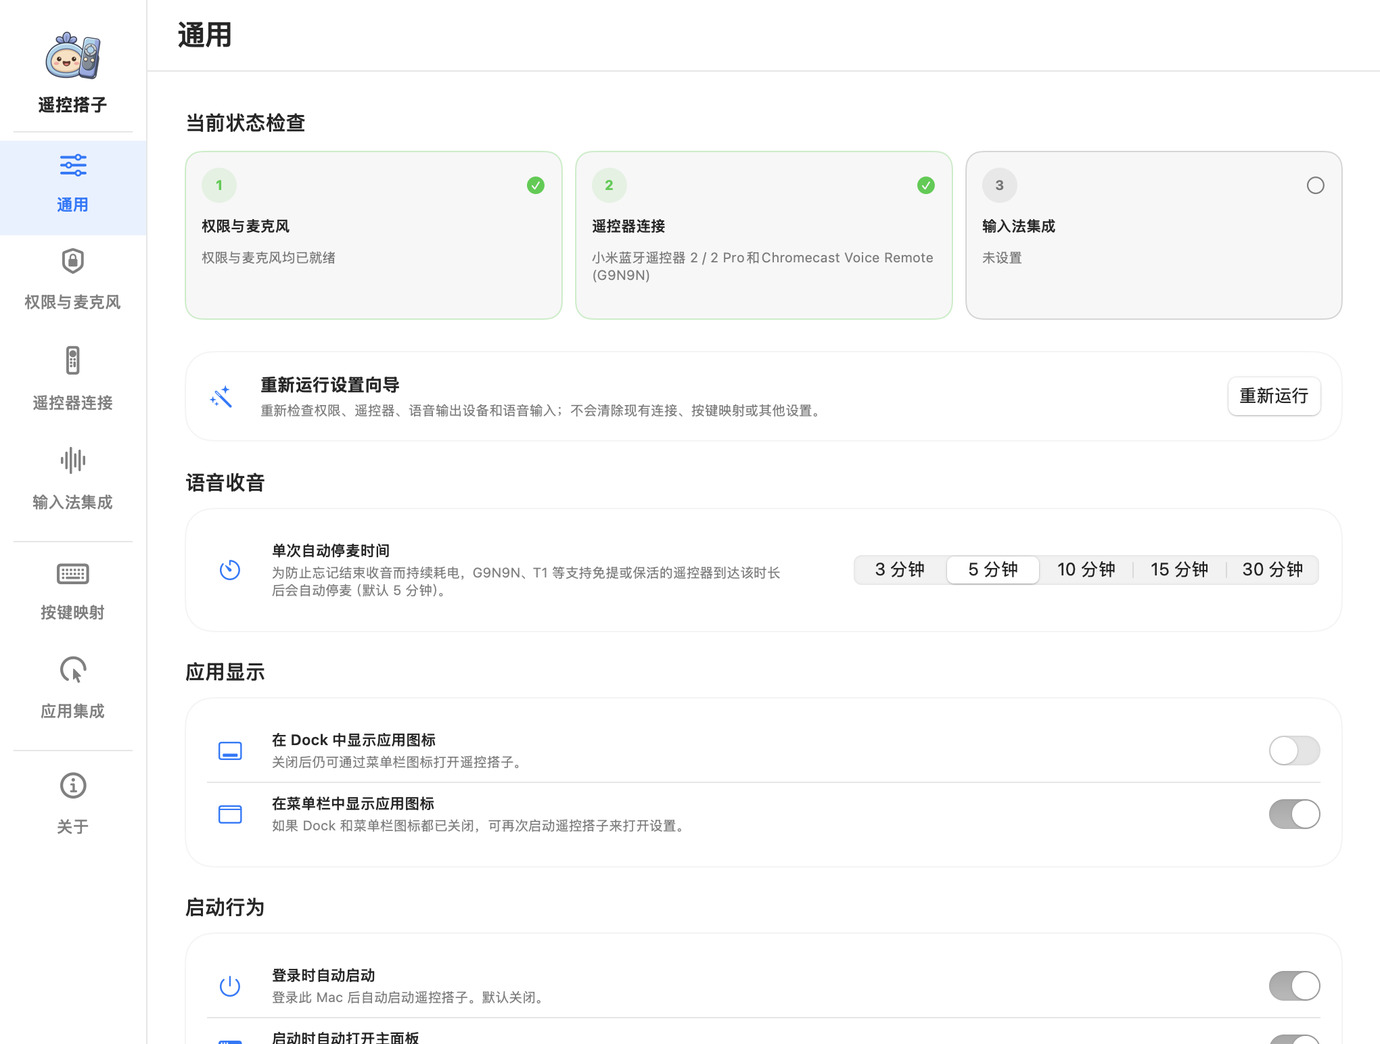 遥控搭子
通用
权限与麦克风
遥控器连接
输入法集成
按键映射
应用集成
关于
通用
当前状态检查
1
权限与麦克风
权限与麦克风均已就绪
2
遥控器连接
小米蓝牙遥控器 2 / 2 Pro和Chromecast Voice Remote
(G9N9N)
3
输入法集成
未设置
重新运行设置向导
重新检查权限、遥控器、语音输出设备和语音输入；不会清除现有连接、按键映射或其他设置。
重新运行
语音收音
单次自动停麦时间
为防止忘记结束收音而持续耗电，G9N9N、T1 等支持免提或保活的遥控器到达该时长
后会自动停麦 (默认 5 分钟)。
3 分钟 5 分钟 10 分钟 15 分钟 30 分钟
应用显示
在 Dock 中显示应用图标
关闭后仍可通过菜单栏图标打开遥控搭子。
在菜单栏中显示应用图标
如果 Dock 和菜单栏图标都已关闭，可再次启动遥控搭子来打开设置。
启动行为
登录时自动启动
登录此 Mac 后自动启动遥控搭子。默认关闭。
启动时自动打开主面板